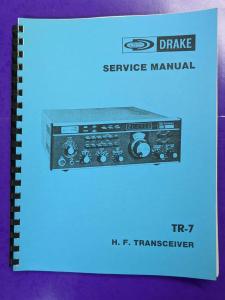 DRAKE
SERVICE MANUAL
TR-7
H. F. TRANSCEIVER